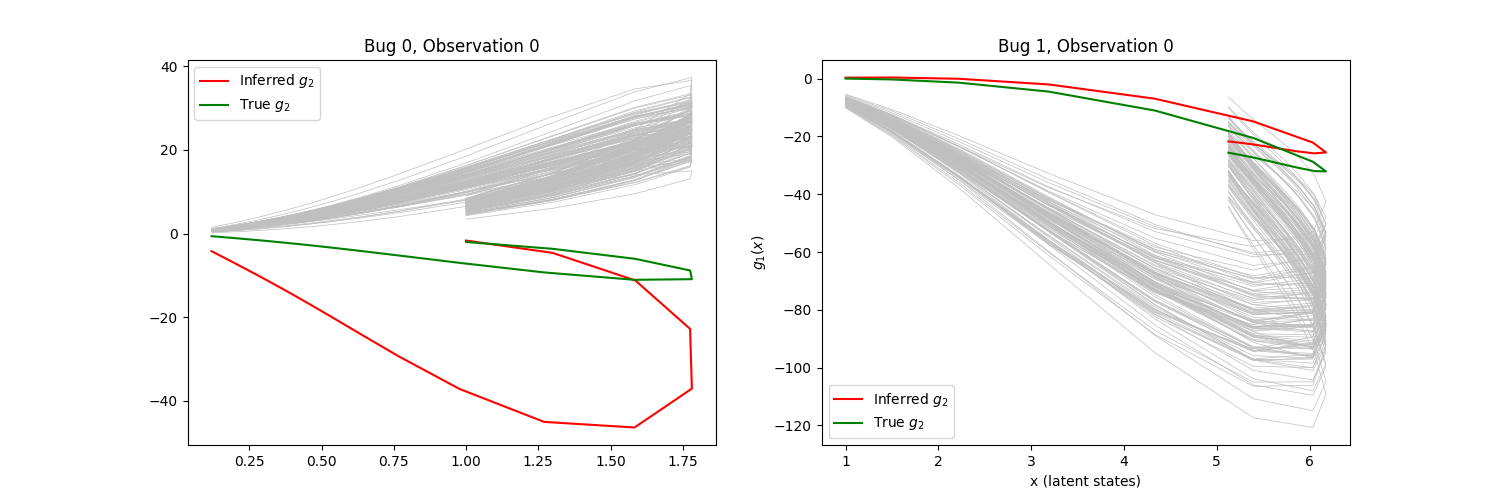 Bug 0, Observation 0
Inferred g₂
True g₂
40
20
0
−20
−40
0.25 0.50 0.75 1.00 1.25 1.50 1.75
Bug 1, Observation 0
0
−20
−40
−60
−80
−100
−120
g₁(x)
Inferred g₂
True g₂
1 2 3 4 5 6
x (latent states)